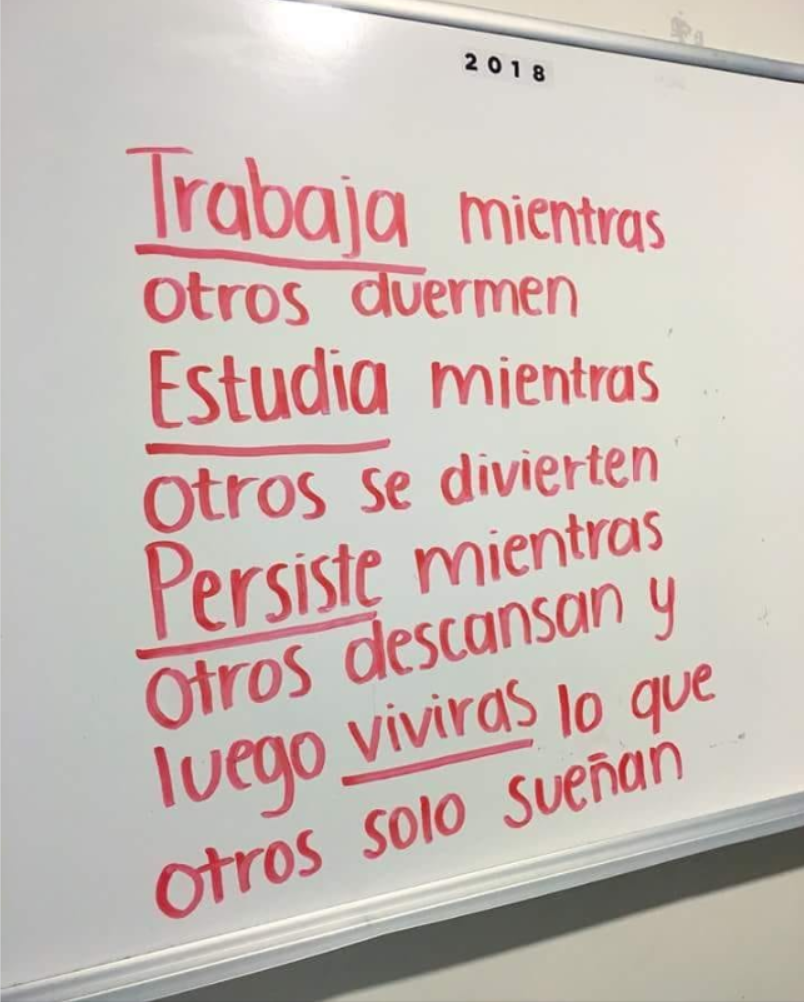 2018
Trabaja mientras
otros duermen
Estudia mientras
otros se divierten
Persiste mientras
otros descansan y
luego viviras lo que
otros solo sueñan